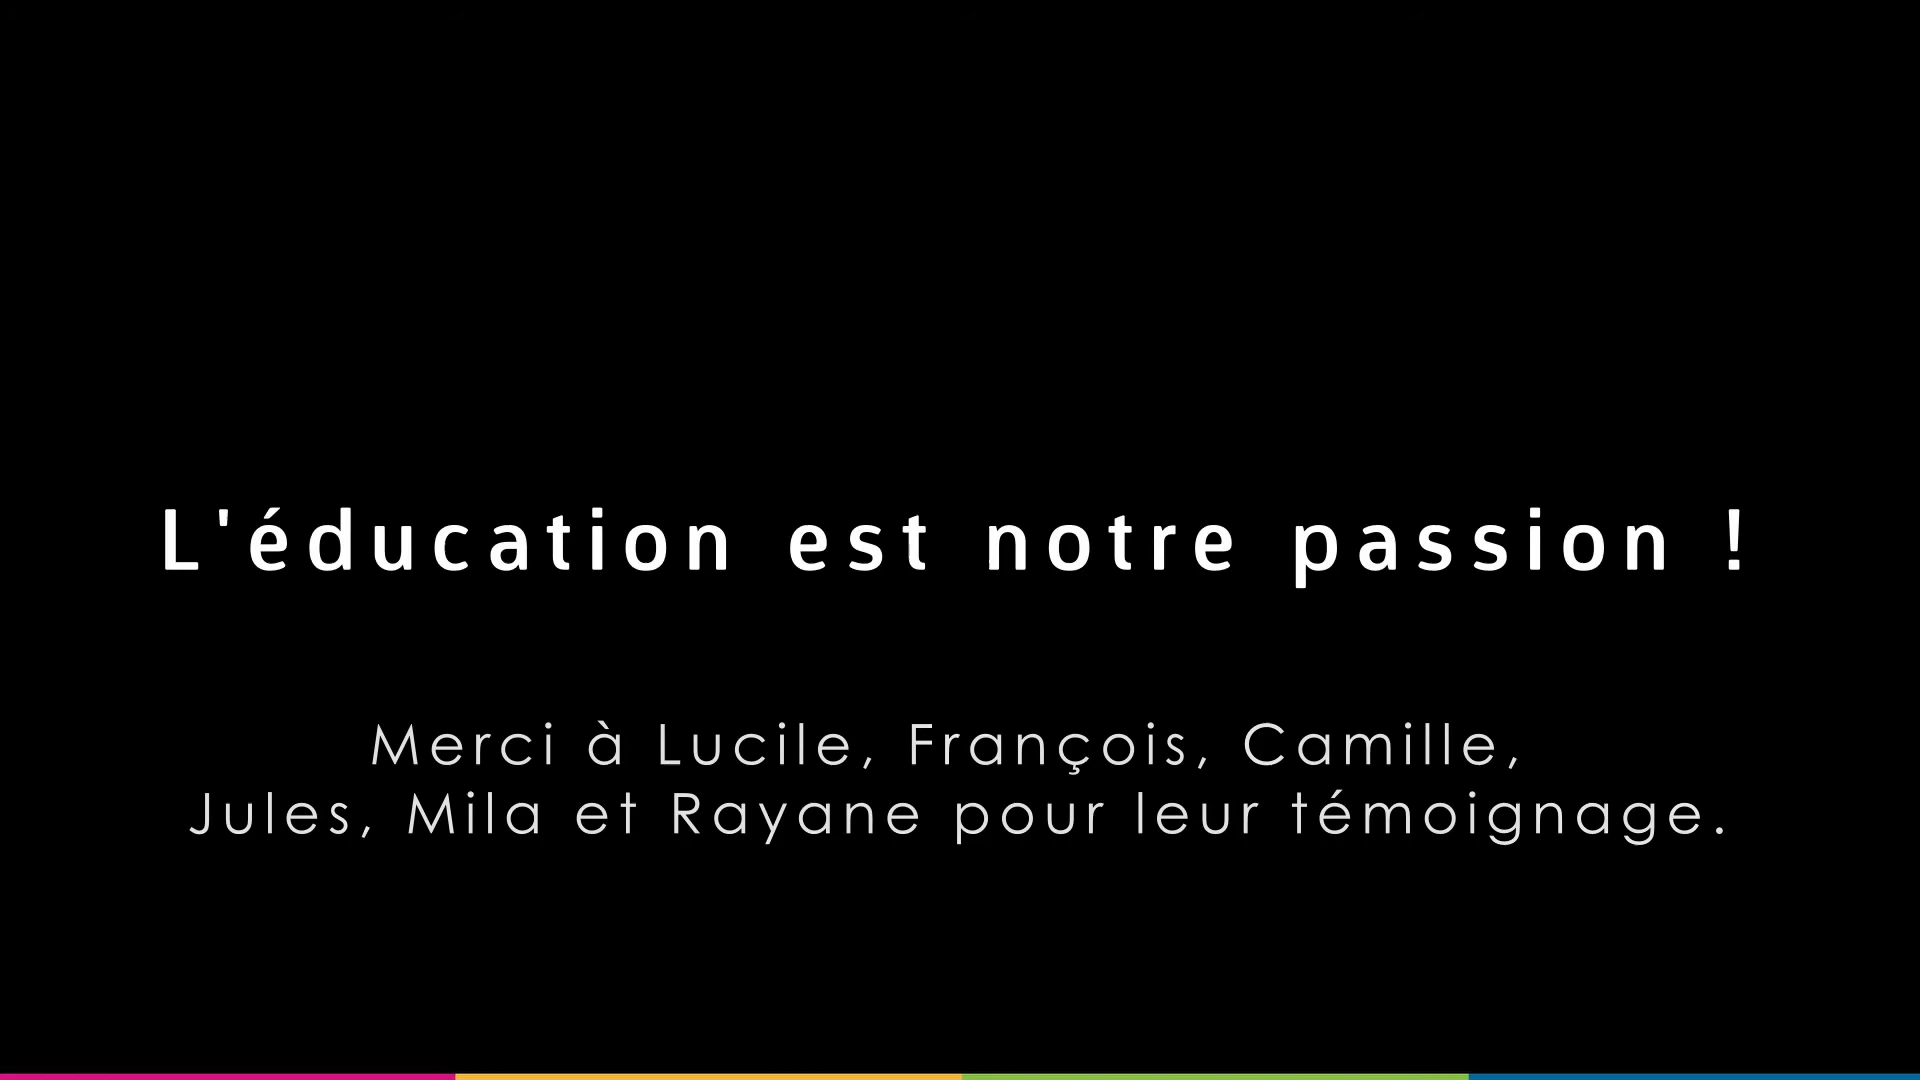 L'éducation est notre passion !
Merci à Lucile, François, Camille,
Jules, Mila et Rayane pour leur témoignage.